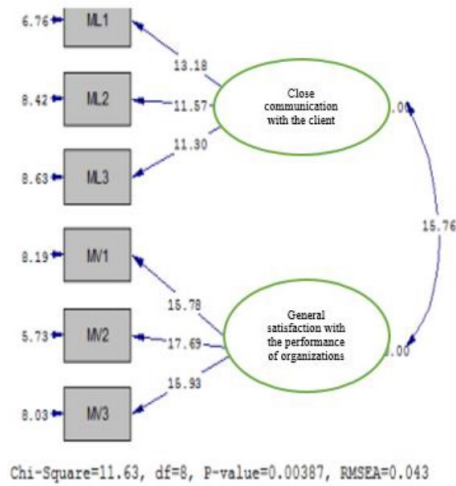 6.76 ML1
13.18
8.42 ML2
11.57
8.63 ML3
11.30
Close
communication
with the client
.00
15.76
8.19 MV1
15.78
5.73 MV2
17.69
8.03 MV3
15.93
General
satisfaction with
the performance
of organizations
.00
Chi-Square=11.63, df=8, P-value=0.00387, RMSEA=0.043